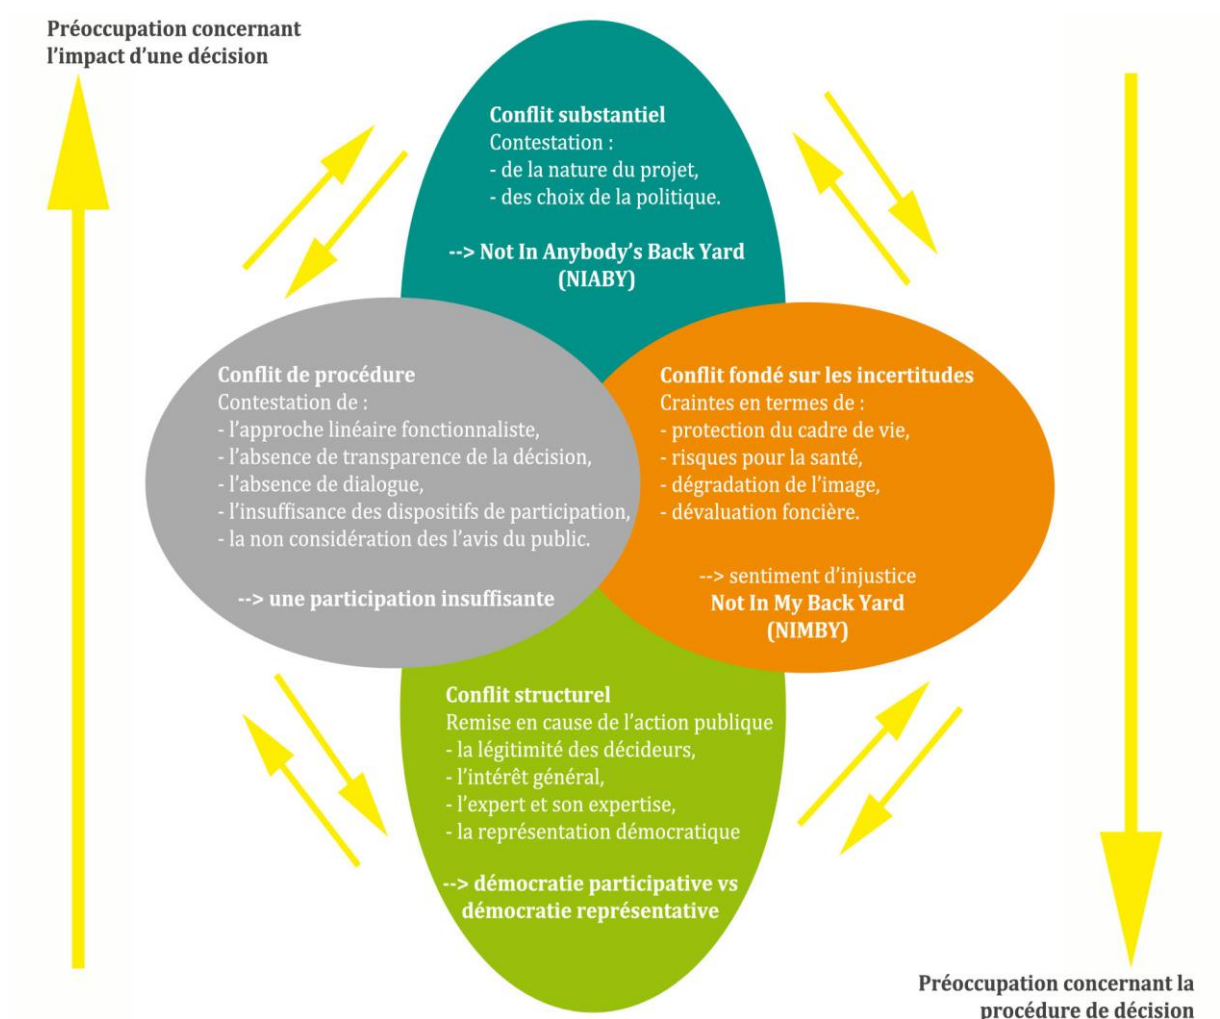 Préoccupation concernant
l'impact d'une décision
Conflit substantiel
Contestation :
- de la nature du projet,
- des choix de la politique.
--> Not In Anybody's Back Yard
(NIABY)
Conflit de procédure
Contestation de :
- l'approche linéaire fonctionnaliste,
- l'absence de transparence de la décision,
- l'absence de dialogue,
- l'insuffisance des dispositifs de participation,
- la non considération des l'avis du public.
--> une participation insuffisante
Conflit fondé sur les incertitudes
Craintes en termes de :
- protection du cadre de vie,
- risques pour la santé,
- dégradation de l'image,
- dévaluation foncière.
--> sentiment d'injustice
Not In My Back Yard
(NIMBY)
Conflit structurel
Remise en cause de l'action publique
- la légitimité des décideurs,
- l'intérêt général,
- l'expert et son expertise,
- la représentation démocratique
--> démocratie participative vs
démocratie représentative
Préoccupation concernant la
procédure de décision